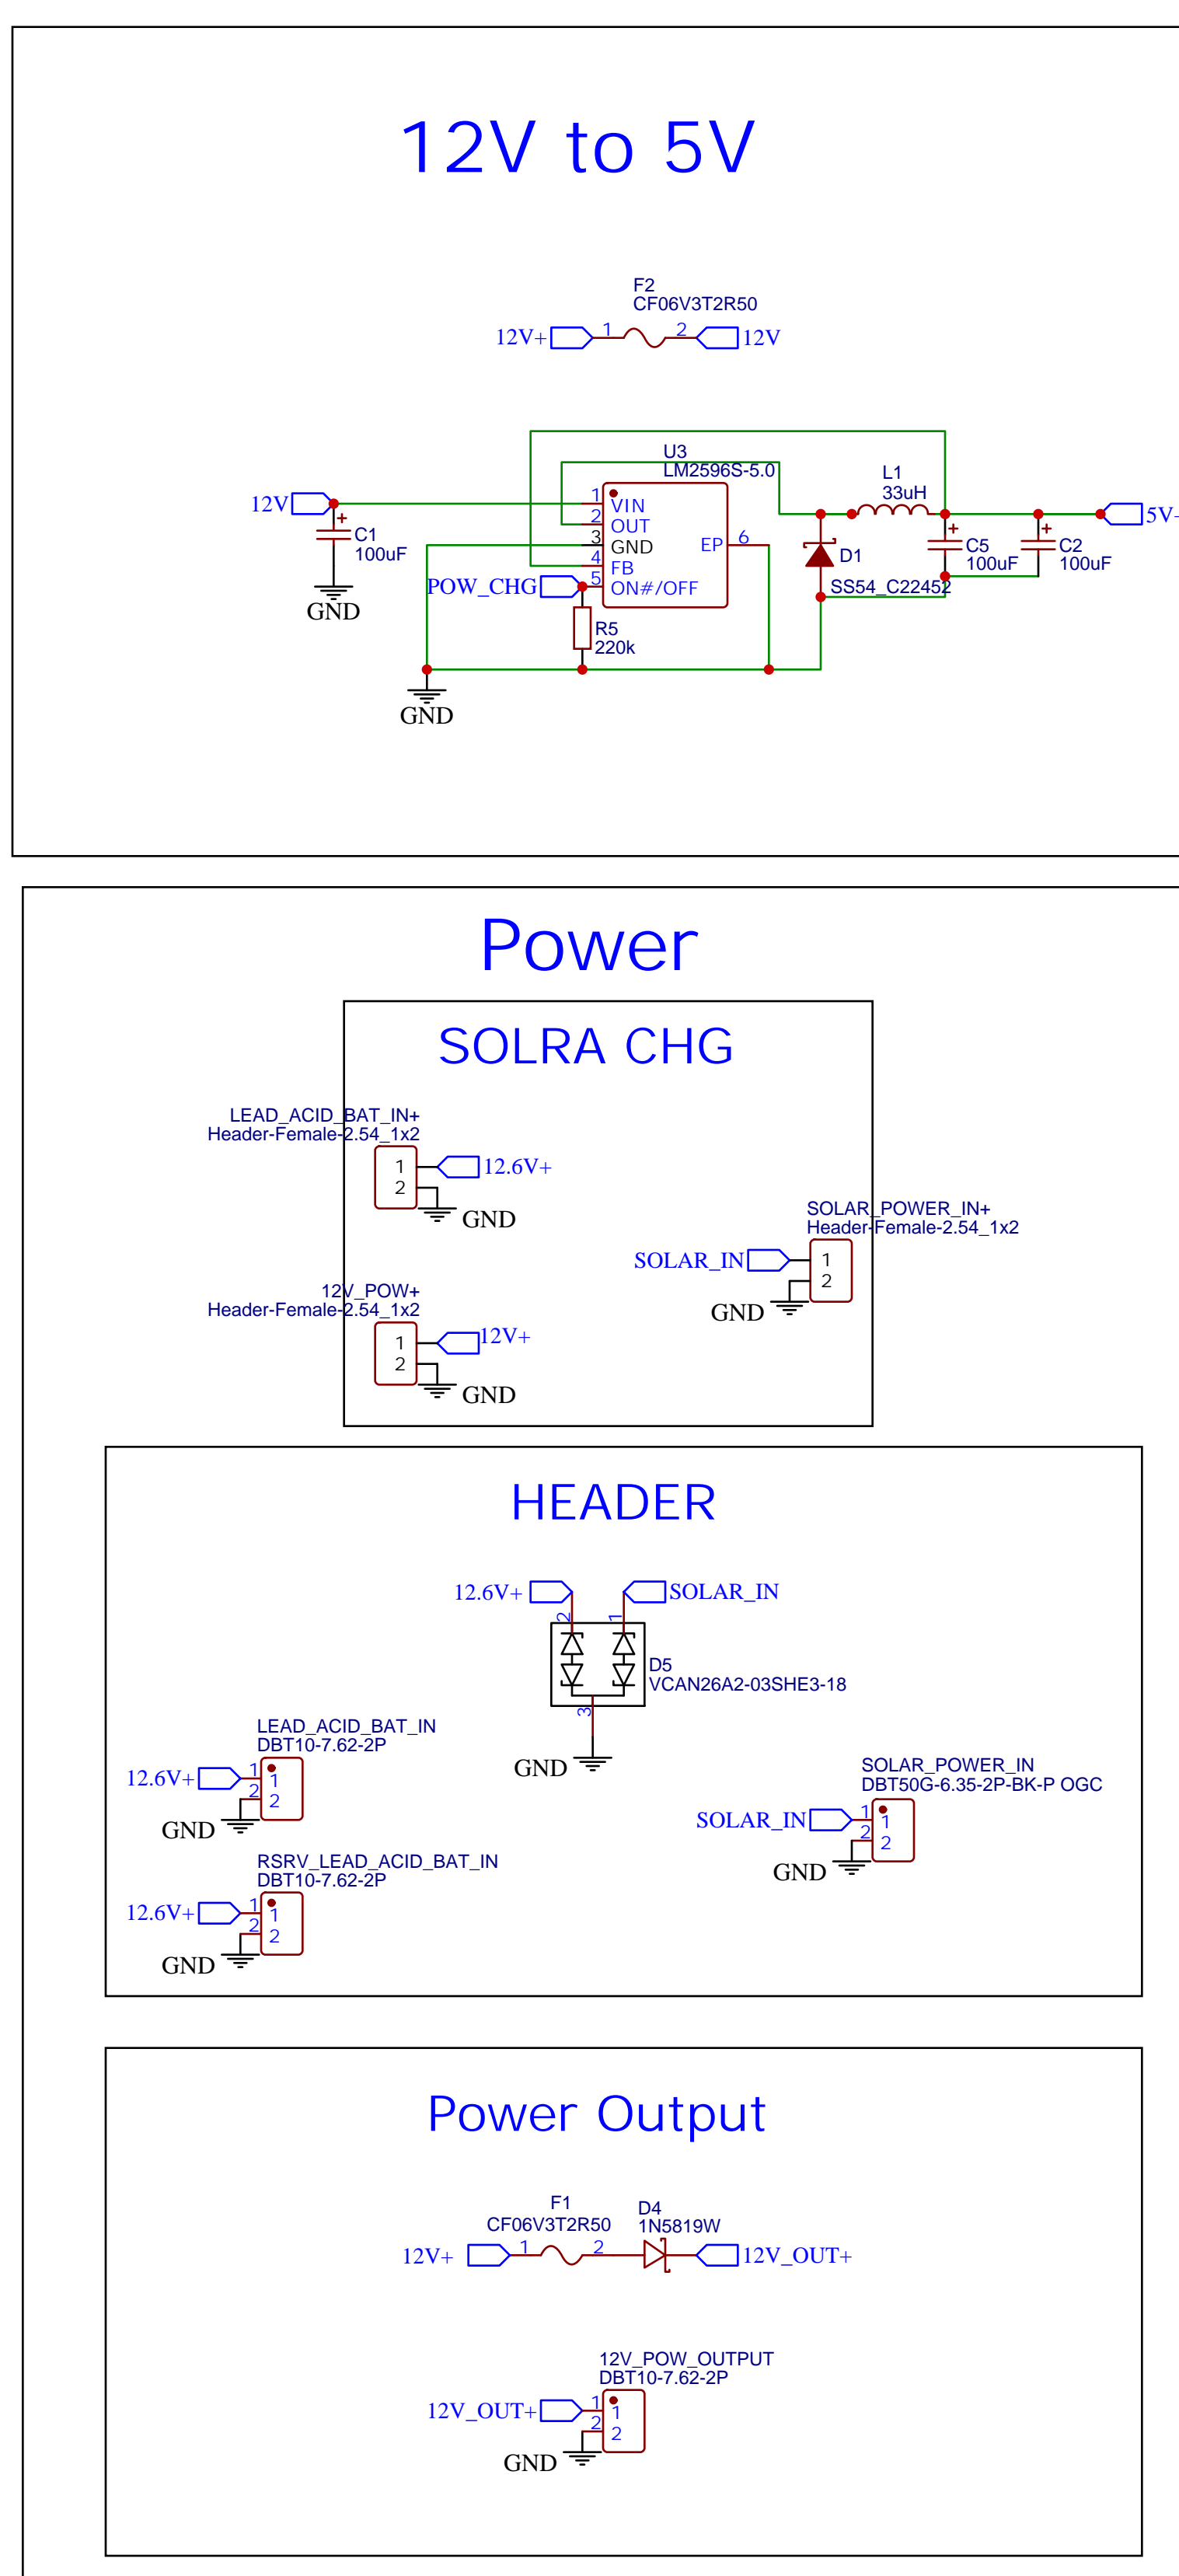 12V to 5V
F2
CF06V3T2R50
12V+ 1 2 12V
U3
LM2596S-5.0
L1
33uH
12V
+
C1
100uF
GND
1 VIN
2 OUT
3 GND
4 FB
5 ON#/OFF
EP 6
POW_CHG
R5
220k
GND
D1
SS54_C22452
+
C5
100uF
+
C2
100uF
5V+
Power
SOLRA CHG
LEAD_ACID_BAT_IN+
Header-Female-2.54_1x2
1 12.6V+
2
GND
SOLAR_POWER_IN+
Header-Female-2.54_1x2
SOLAR_IN 1
2
GND
12V_POW+
Header-Female-2.54_1x2
1 12V+
2
GND
HEADER
12.6V+ SOLAR_IN
2 1
D5
VCAN26A2-03SHE3-18
3
GND
LEAD_ACID_BAT_IN
DBT10-7.62-2P
12.6V+ 1 1
2 2
GND
SOLAR_POWER_IN
DBT50G-6.35-2P-BK-P OGC
SOLAR_IN 1 1
2 2
GND
RSRV_LEAD_ACID_BAT_IN
DBT10-7.62-2P
12.6V+ 1 1
2 2
GND
Power Output
F1
CF06V3T2R50
D4
1N5819W
12V+ 1 2 12V_OUT+
12V_POW_OUTPUT
DBT10-7.62-2P
12V_OUT+ 1 1
2 2
GND